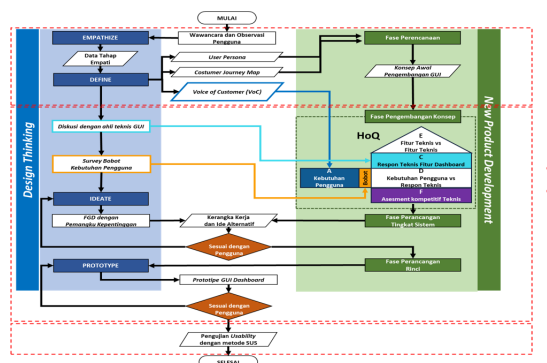 MULAI
EMPATHIZE
Wawancara dan Observasi
Pengguna
Fase Perencanaan
Data Tahap
Empati
User Persona
Costumer Journey Map
Konsep Awal
Pengembangan GUI
DEFINE
Voice of Customer (VoC)
Fase Pengembangan Konsep
Design Thinking
New Product Development
HoQ
E
Fitur Teknis vs
Fitur Teknis
Diskusi dengan ahli teknis GUI
C
Respon Teknis Fitur Dashboard
Survey Bobot
Kebutuhan Pengguna
A
Kebutuhan
Pengguna
Bobot
D
Kebutuhan Pengguna vs
Respon Teknis
F
Asesment kompetitif Teknis
IDEATE
FGD dengan
Pemangku Kepentingan
Kerangka Kerja
dan Ide Alternatif
Fase Perancangan
Tingkat Sistem
Sesuai dengan
Pengguna
PROTOTYPE
Fase Perancangan
Rinci
Prototipe GUI Dashboard
Sesuai dengan
Pengguna
Pengujian Usability
dengan metode SUS
SELESAI